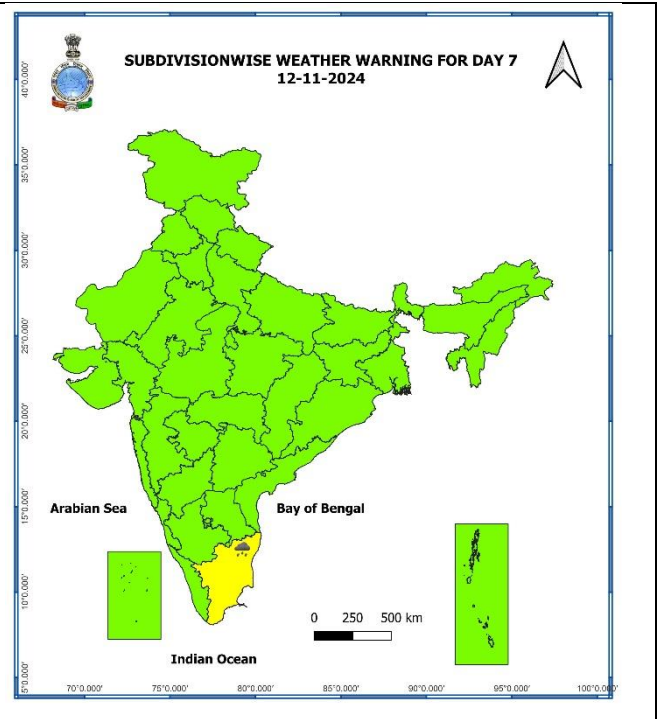 SUBDIVISIONWISE WEATHER WARNING FOR DAY 7
12-11-2024
40°0.000'
35°0.000'
30°0.000'
25°0.000'
20°0.000'
15°0.000'
10°0.000'
5°0.000'
Arabian Sea
Bay of Bengal
0 250 500 km
Indian Ocean
70°0.000' 75°0.000' 80°0.000' 85°0.000' 90°0.000' 95°0.000' 100°0.000'